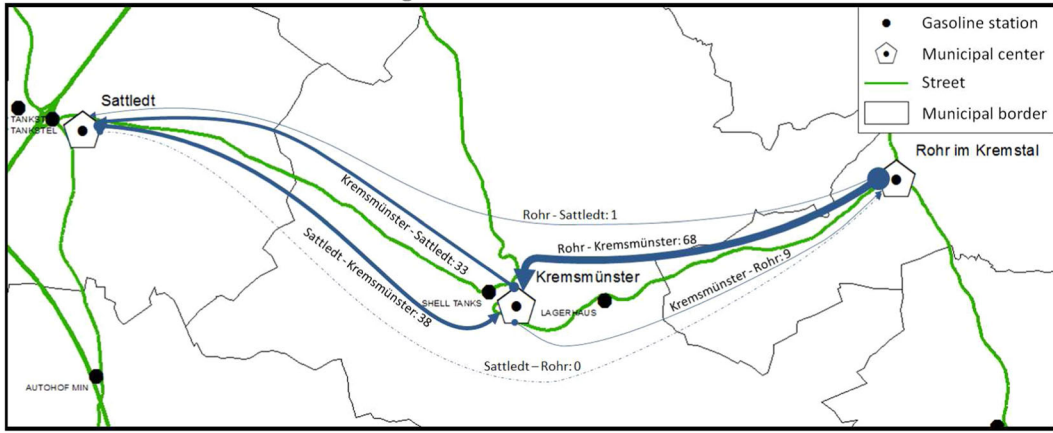 Gasoline station
Municipal center
Street
Municipal border
Sattledt
TANKSTEL
Rohr im Kremstal
Rohr - Sattledt: 1
Kremsmünster - Sattledt: 33
Rohr - Kremsmünster: 68
Sattledt - Kremsmünster: 38
Kremsmünster
Kremsmünster - Rohr: 9
SHELL TANKS
LAGERHAUS
Sattledt – Rohr: 0
AUTOHOF MIN